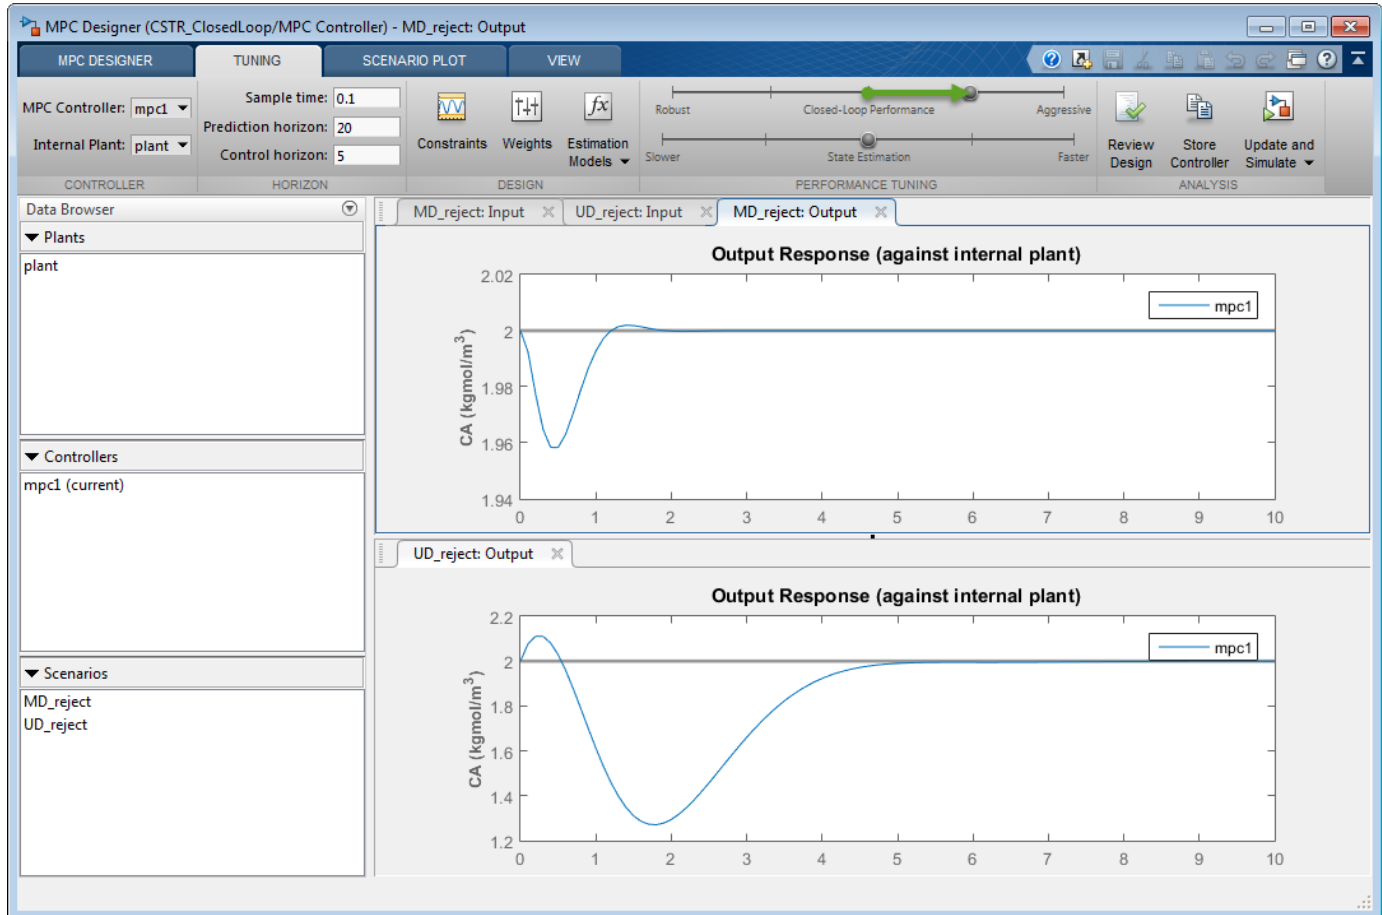 MPC Designer (CSTR_ClosedLoop/MPC Controller) - MD_reject: Output
MPC DESIGNER TUNING SCENARIO PLOT VIEW
MPC Controller: mpc1
Internal Plant: plant
CONTROLLER
Sample time: 0.1
Prediction horizon: 20
Control horizon: 5
HORIZON
Constraints Weights Estimation
Models
DESIGN
Robust Closed-Loop Performance Aggressive
Slower State Estimation Faster
PERFORMANCE TUNING
Review
Design
Store
Controller
Update and
Simulate
ANALYSIS
Data Browser
Plants
plant
Controllers
mpc1 (current)
Scenarios
MD_reject
UD_reject
MD_reject: Input UD_reject: Input MD_reject: Output
Output Response (against internal plant)
CA (kgmol/m³)
2.02
2
1.98
1.96
1.94
mpc1
0 1 2 3 4 5 6 7 8 9 10
UD_reject: Output
Output Response (against internal plant)
CA (kgmol/m³)
2.2
2
1.8
1.6
1.4
1.2
mpc1
0 1 2 3 4 5 6 7 8 9 10